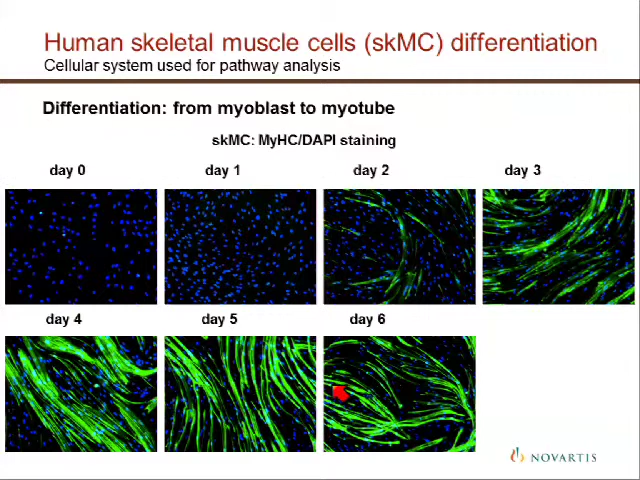 Human skeletal muscle cells (skMC) differentiation
Cellular system used for pathway analysis
Differentiation: from myoblast to myotube
skMC: MyHC/DAPI staining
day 0
day 1
day 2
day 3
day 4
day 5
day 6
NOVARTIS